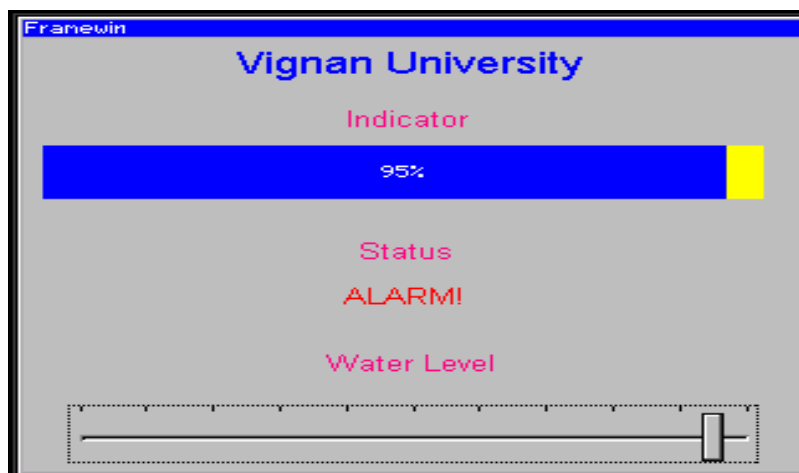 Framewin
Vignan University
Indicator
95%
Status
ALARM!
Water Level